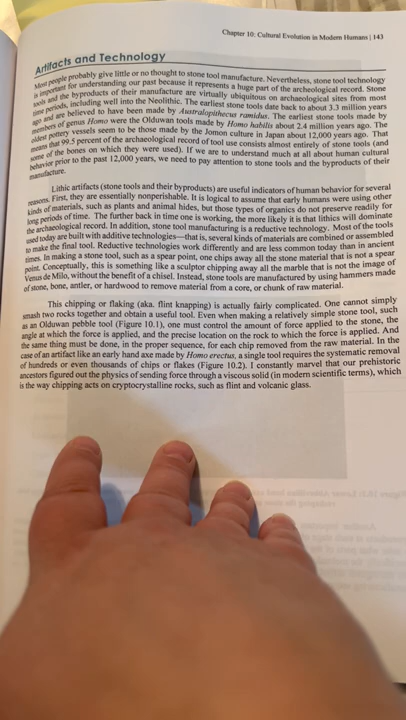 Chapter 10: Cultural Evolution in Modern Humans | 143
Artifacts and Technology
Most people probably give little or no thought to stone tool manufacture. Nevertheless, stone tool technology
is important for understanding our past because it represents a huge part of the archaeological record. Stone
tools and the byproducts of their manufacture are virtually ubiquitous on archaeological sites from most
time periods, including well into the Neolithic. The earliest stone tools date back to about 3.3 million years
ago and are believed to have been made by Australopithecus ramidus. The earliest stone tools made by
members of genus Homo were the Olduwan tools made by Homo habilis about 2.4 million years ago. The
oldest pottery vessels seem to be those made by the Jomon culture in Japan about 12,000 years ago. That
means that 99.5 percent of the archaeological record of tool use consists almost entirely of stone tools (and
some of the bones on which they were used). If we are to understand much at all about human cultural
behavior prior to the past 12,000 years, we need to pay attention to stone tools and the byproducts of their
manufacture.
Lithic artifacts (stone tools and their byproducts) are useful indicators of human behavior for several
reasons. First, they are essentially nonperishable. It is logical to assume that early humans were using other
kinds of materials, such as plants and animal hides, but those types of organics do not preserve readily for
long periods of time. The further back in time one is working, the more likely it is that lithics will dominate
the archaeological record. In addition, stone tool manufacturing is a reductive technology. Most of the tools
used today are built with additive technologies—that is, several kinds of materials are combined or assembled
to make the final tool. Reductive technologies work differently and are less common today than in ancient
times. In making a stone tool, such as a spear point, one chips away all the stone material that is not a spear
point. Conceptually, this is something like a sculptor chipping away all the marble that is not the image of
Venus de Milo, without the benefit of a chisel. Instead, stone tools are manufactured by using hammers made
of stone, bone, antler, or hardwood to remove material from a core, or chunk of raw material.
This chipping or flaking (aka. flint knapping) is actually fairly complicated. One cannot simply
smash two rocks together and obtain a useful tool. Even when making a relatively simple stone tool, such
as an Olduwan pebble tool (Figure 10.1), one must control the amount of force applied to the stone, the
angle at which the force is applied, and the precise location on the rock to which the force is applied. And
the same thing must be done, in the proper sequence, for each chip removed from the raw material. In the
case of an artifact like an early hand axe made by Homo erectus, a single tool requires the systematic removal
of hundreds or even thousands of chips or flakes (Figure 10.2). I constantly marvel that our prehistoric
ancestors figured out the physics of sending force through a viscous solid (in modern scientific terms), which
is the way chipping acts on cryptocrystalline rocks, such as flint and volcanic glass.